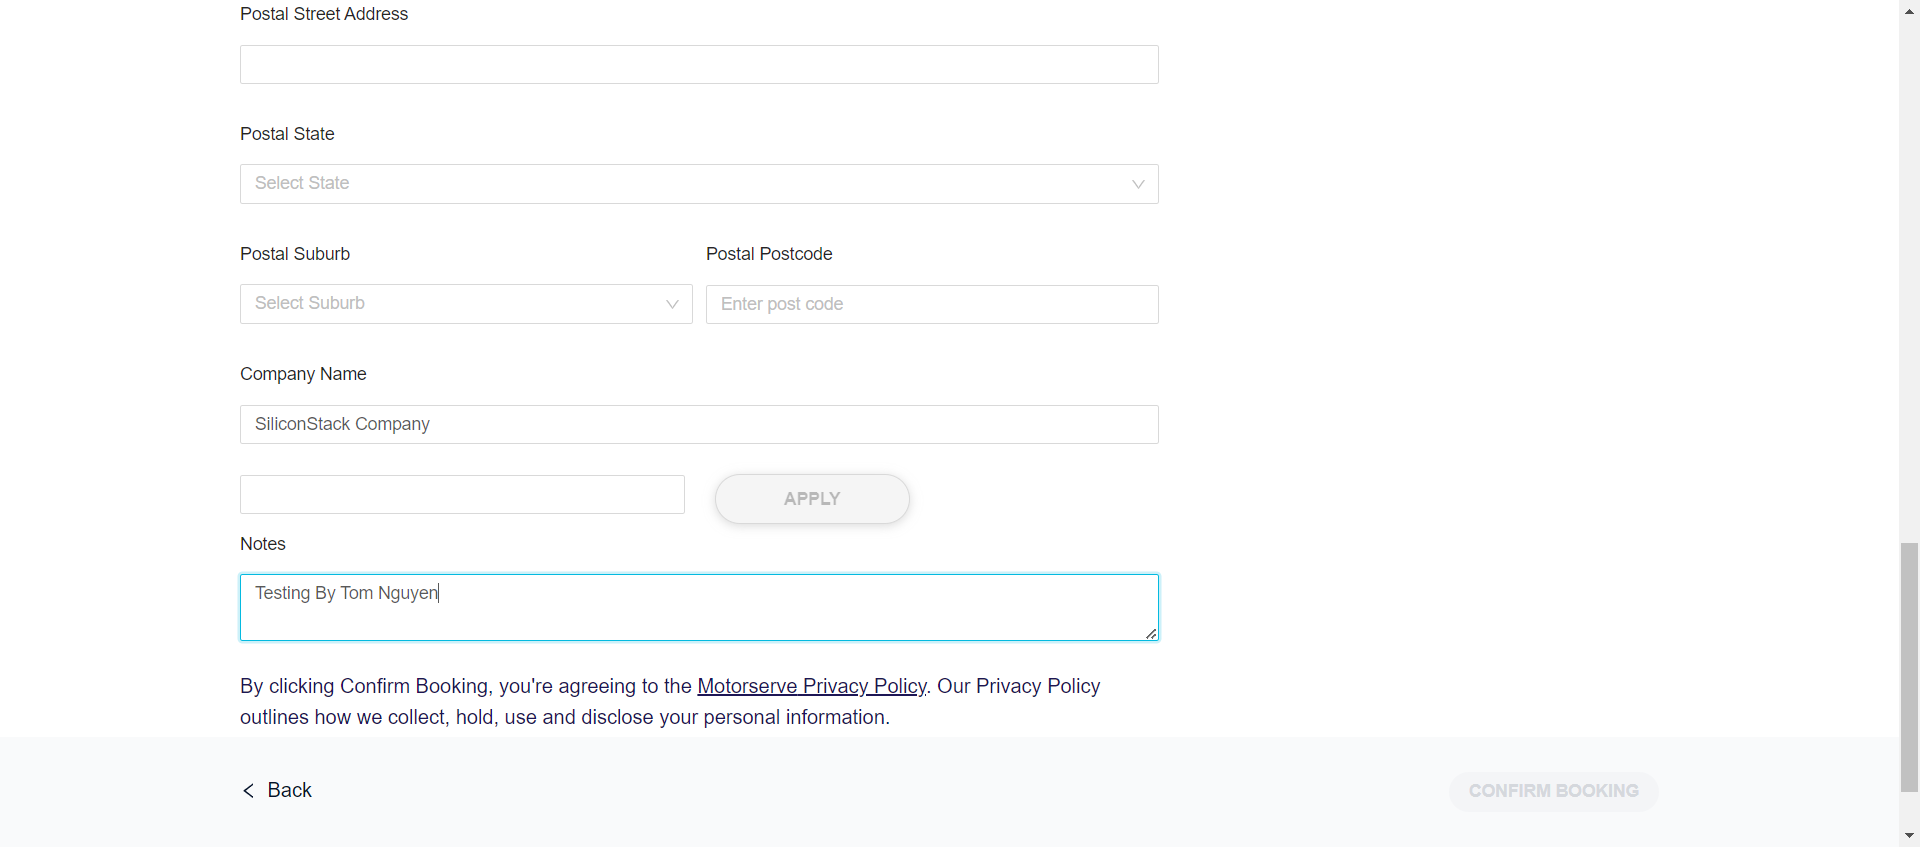 Postal Street Address
Postal State
Select State
Postal Suburb
Postal Postcode
Select Suburb
Enter post code
Company Name
SiliconStack Company
APPLY
Notes
Testing By Tom Nguyen
By clicking Confirm Booking, you're agreeing to the Motorserve Privacy Policy. Our Privacy Policy
outlines how we collect, hold, use and disclose your personal information.
Back
CONFIRM BOOKING